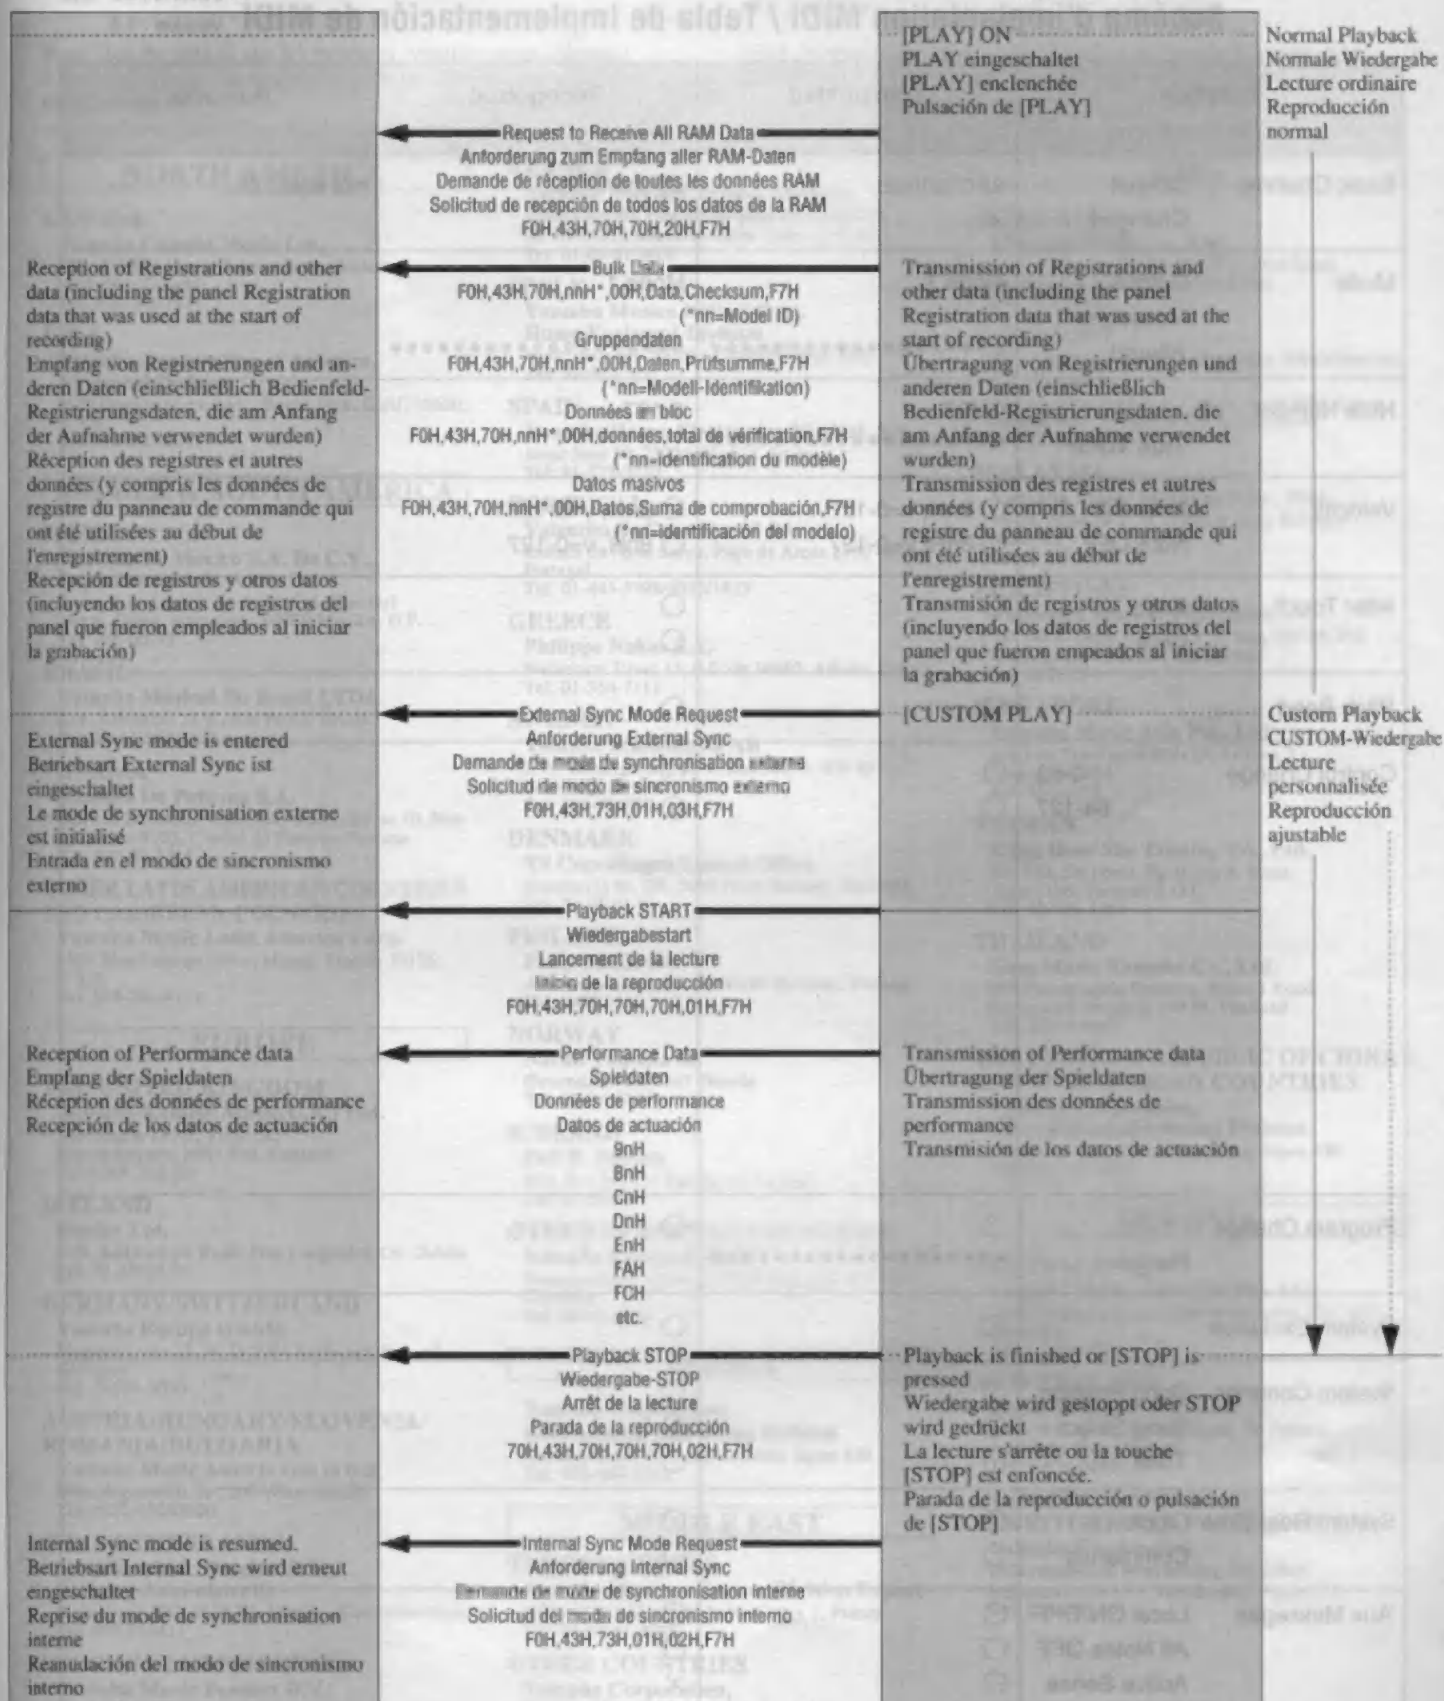 [PLAY] ON
PLAY eingeschaltet
[PLAY] enclenchée
Pulsación de [PLAY]
Normal Playback
Normale Wiedergabe
Lecture ordinaire
Reproducción
normal
Request to Receive All RAM Data
Anforderung zum Empfang aller RAM-Daten
Demande de réception de toutes les données RAM
Solicitud de recepción de todos los datos de la RAM
F0H,43H,70H,70H,20H,F7H
Reception of Registrations and other
data (including the panel Registration
data that was used at the start of
recording)
Empfang von Registrierungen und an-
deren Daten (einschließlich Bedienfeld-
Registrierungsdaten, die am Anfang
der Aufnahme verwendet wurden)
Réception des registres et autres
données (y compris les données de
registre du panneau de commande qui
ont été utilisées au début de
l'enregistrement)
Recepción de registros y otros datos
(incluyendo los datos de registros del
panel que fueron empleados al iniciar
la grabación)
Bulk Data
F0H,43H,70H,nnH*,00H,Data,Checksum,F7H
(*nn=Model ID)
Gruppendaten
F0H,43H,70H,nnH*,00H,Daten,Prüfsumme,F7H
(*nn=Modell-Identifikation)
Données en bloc
F0H,43H,70H,nnH*,00H,données,total de vérification,F7H
(*nn=identification du modèle)
Datos masivos
F0H,43H,70H,nnH*,00H,Datos,Suma de comprobación,F7H
(*nn=identificación del modelo)
Transmission of Registrations and
other data (including the panel
Registration data that was used at the
start of recording)
Übertragung von Registrierungen und
anderen Daten (einschließlich
Bedienfeld-Registrierungsdaten, die
am Anfang der Aufnahme verwendet
wurden)
Transmission des registres et autres
données (y compris les données de
registre du panneau de commande qui
ont été utilisées au début de
l'enregistrement)
Transmisión de registros y otros datos
(incluyendo los datos de registros del
panel que fueron empeados al iniciar
la grabación)
External Sync mode is entered
Betriebsart External Sync ist
eingeschaltet
Le mode de synchronisation externe
est initialisé
Entrada en el modo de sincronismo
externo
External Sync Mode Request
Anforderung External Sync
Demande de mode de synchronisation externe
Solicitud de modo de sincronismo externo
F0H,43H,73H,01H,03H,F7H
[CUSTOM PLAY]
Custom Playback
CUSTOM-Wiedergabe
Lecture
personnalisée
Reproducción
ajustable
Playback START
Wiedergabestart
Lancement de la lecture
Inicio de la reproducción
F0H,43H,70H,70H,70H,01H,F7H
Reception of Performance data
Empfang der Spieldaten
Réception des données de performance
Recepción de los datos de actuación
Performance Data
Spieldaten
Données de performance
Datos de actuación
9nH
BnH
CnH
DnH
EnH
FAH
FCH
etc.
Transmission of Performance data
Übertragung der Spieldaten
Transmission des données de
performance
Transmisión de los datos de actuación
Playback STOP
Wiedergabe-STOP
Arrêt de la lecture
Parada de la reproducción
70H,43H,70H,70H,70H,02H,F7H
Playback is finished or [STOP] is
pressed
Wiedergabe wird gestoppt oder STOP
wird gedrückt
La lecture s'arrête ou la touche
[STOP] est enfoncée.
Parada de la reproducción o pulsación
de [STOP]
Internal Sync mode is resumed.
Betriebsart Internal Sync wird erneut
eingeschaltet
Reprise du mode de synchronisation
interne
Reanudación del modo de sincronismo
interno
Internal Sync Mode Request
Anforderung Internal Sync
Demande de mode de synchronisation interne
Solicitud del modo de sincronismo interno
F0H,43H,73H,01H,02H,F7H